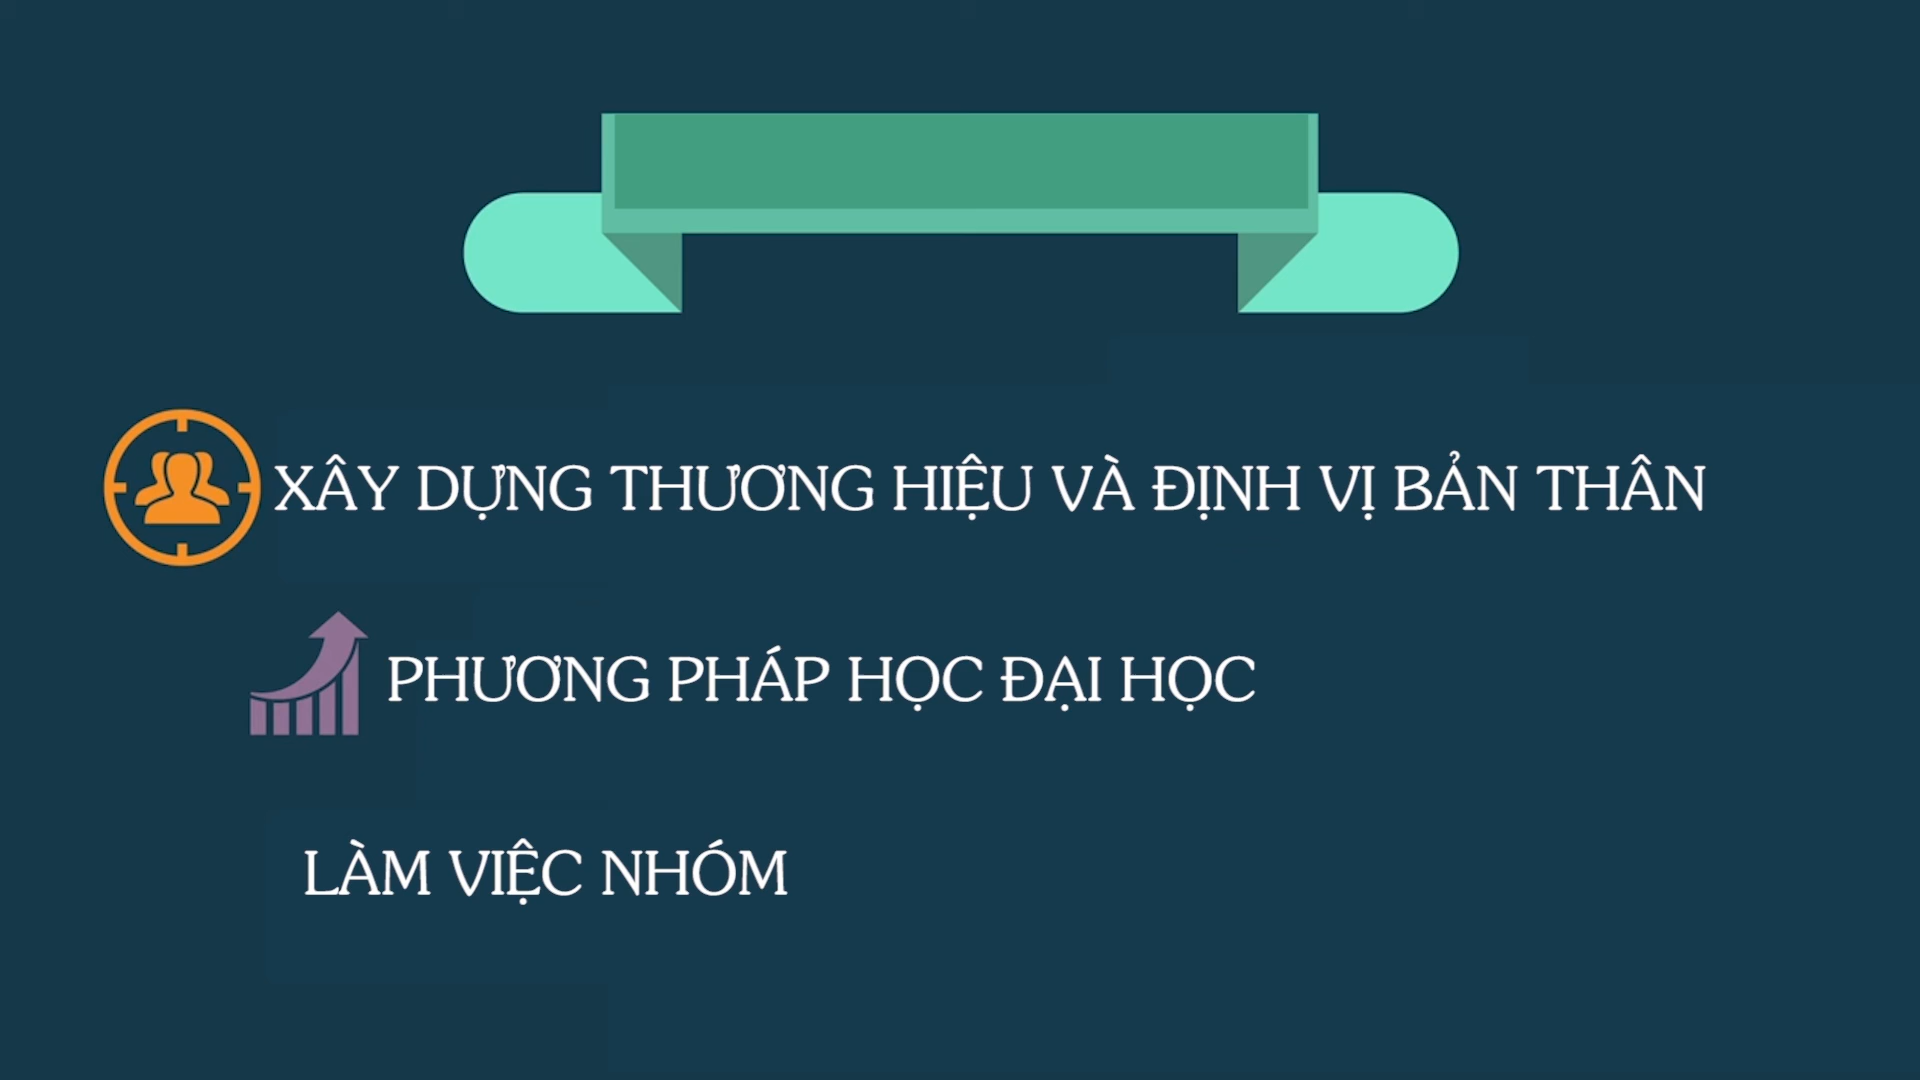 XÂY DỰNG THƯƠNG HIỆU VÀ ĐỊNH VỊ BẢN THÂN
PHƯƠNG PHÁP HỌC ĐẠI HỌC
LÀM VIỆC NHÓM